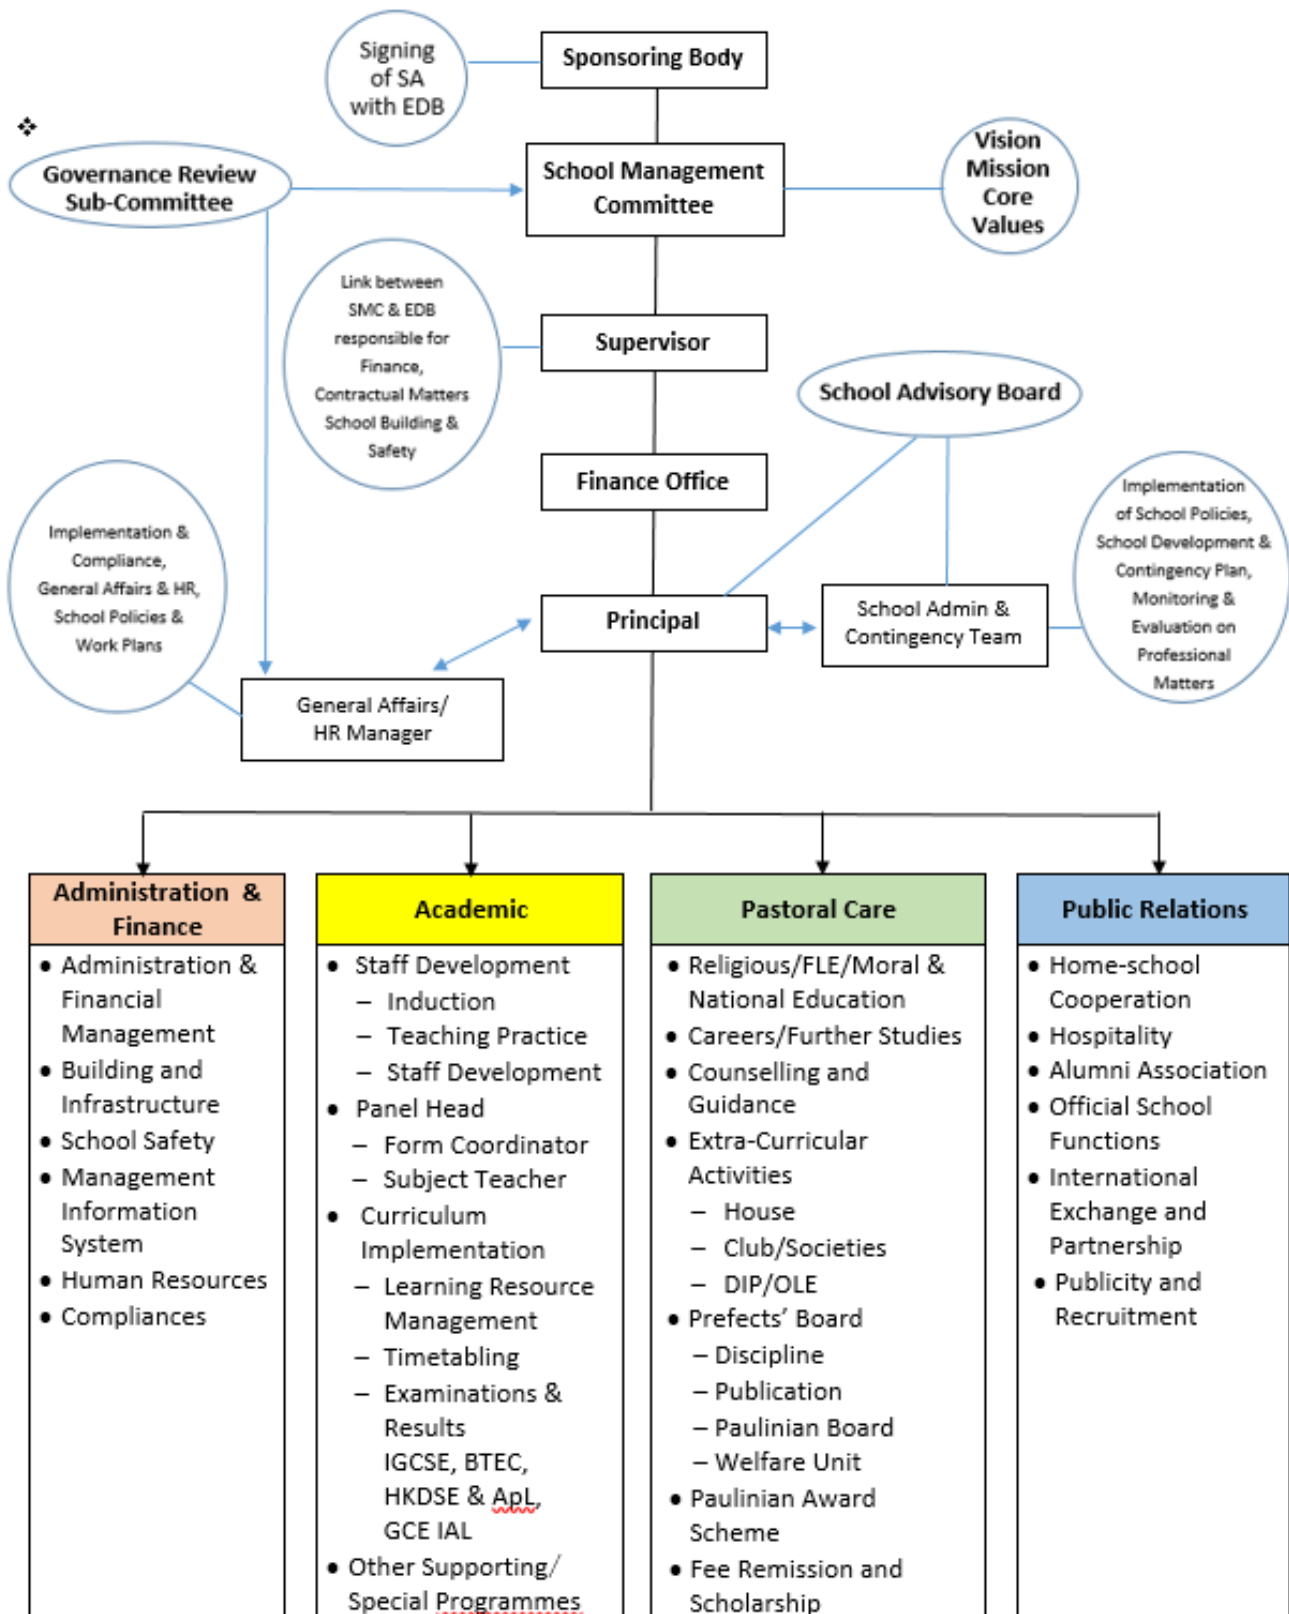 Signing
of SA
with EDB
Sponsoring Body
❖
Governance Review
Sub-Committee
School Management
Committee
Vision
Mission
Core
Values
Link between
SMC & EDB
responsible for
Finance,
Contractual Matters
School Building &
Safety
Supervisor
School Advisory Board
Finance Office
Implementation &
Compliance,
General Affairs & HR,
School Policies &
Work Plans
Principal
School Admin &
Contingency Team
Implementation
of School Policies,
School Development &
Contingency Plan,
Monitoring &
Evaluation on
Professional
Matters
General Affairs/
HR Manager
Administration &
Finance
● Administration &
Financial
Management
● Building and
Infrastructure
● School Safety
● Management
Information
System
● Human Resources
● Compliances
Academic
● Staff Development
– Induction
– Teaching Practice
– Staff Development
● Panel Head
– Form Coordinator
– Subject Teacher
● Curriculum
Implementation
– Learning Resource
Management
– Timetabling
– Examinations &
Results
IGCSE, BTEC,
HKDSE & ApL,
GCE IAL
● Other Supporting/
Special Programmes
Pastoral Care
● Religious/FLE/Moral &
National Education
● Careers/Further Studies
● Counselling and
Guidance
● Extra-Curricular
Activities
– House
– Club/Societies
– DIP/OLE
● Prefects’ Board
– Discipline
– Publication
– Paulinian Board
– Welfare Unit
● Paulinian Award
Scheme
● Fee Remission and
Scholarship
Public Relations
● Home-school
Cooperation
● Hospitality
● Alumni Association
● Official School
Functions
● International
Exchange and
Partnership
● Publicity and
Recruitment